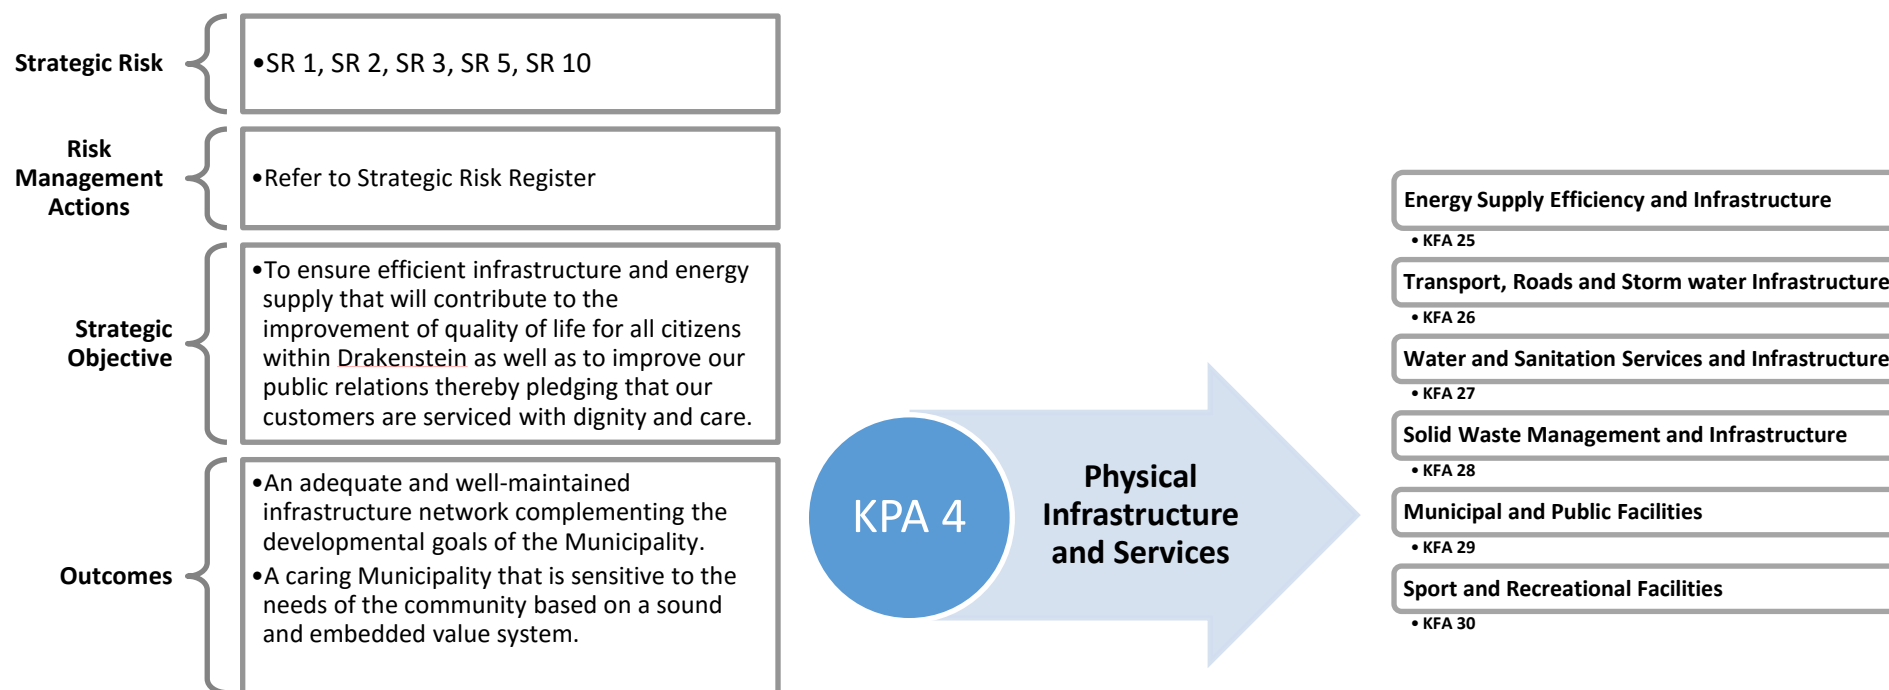 Strategic Risk
•SR 1, SR 2, SR 3, SR 5, SR 10
Risk
Management
Actions
•Refer to Strategic Risk Register
Strategic
Objective
•To ensure efficient infrastructure and energy
supply that will contribute to the
improvement of quality of life for all citizens
within Drakenstein as well as to improve our
public relations thereby pledging that our
customers are serviced with dignity and care.
Outcomes
•An adequate and well-maintained
infrastructure network complementing the
developmental goals of the Municipality.
•A caring Municipality that is sensitive to the
needs of the community based on a sound
and embedded value system.
KPA 4
Physical
Infrastructure
and Services
Energy Supply Efficiency and Infrastructure
• KFA 25
Transport, Roads and Storm water Infrastructure
• KFA 26
Water and Sanitation Services and Infrastructure
• KFA 27
Solid Waste Management and Infrastructure
• KFA 28
Municipal and Public Facilities
• KFA 29
Sport and Recreational Facilities
• KFA 30